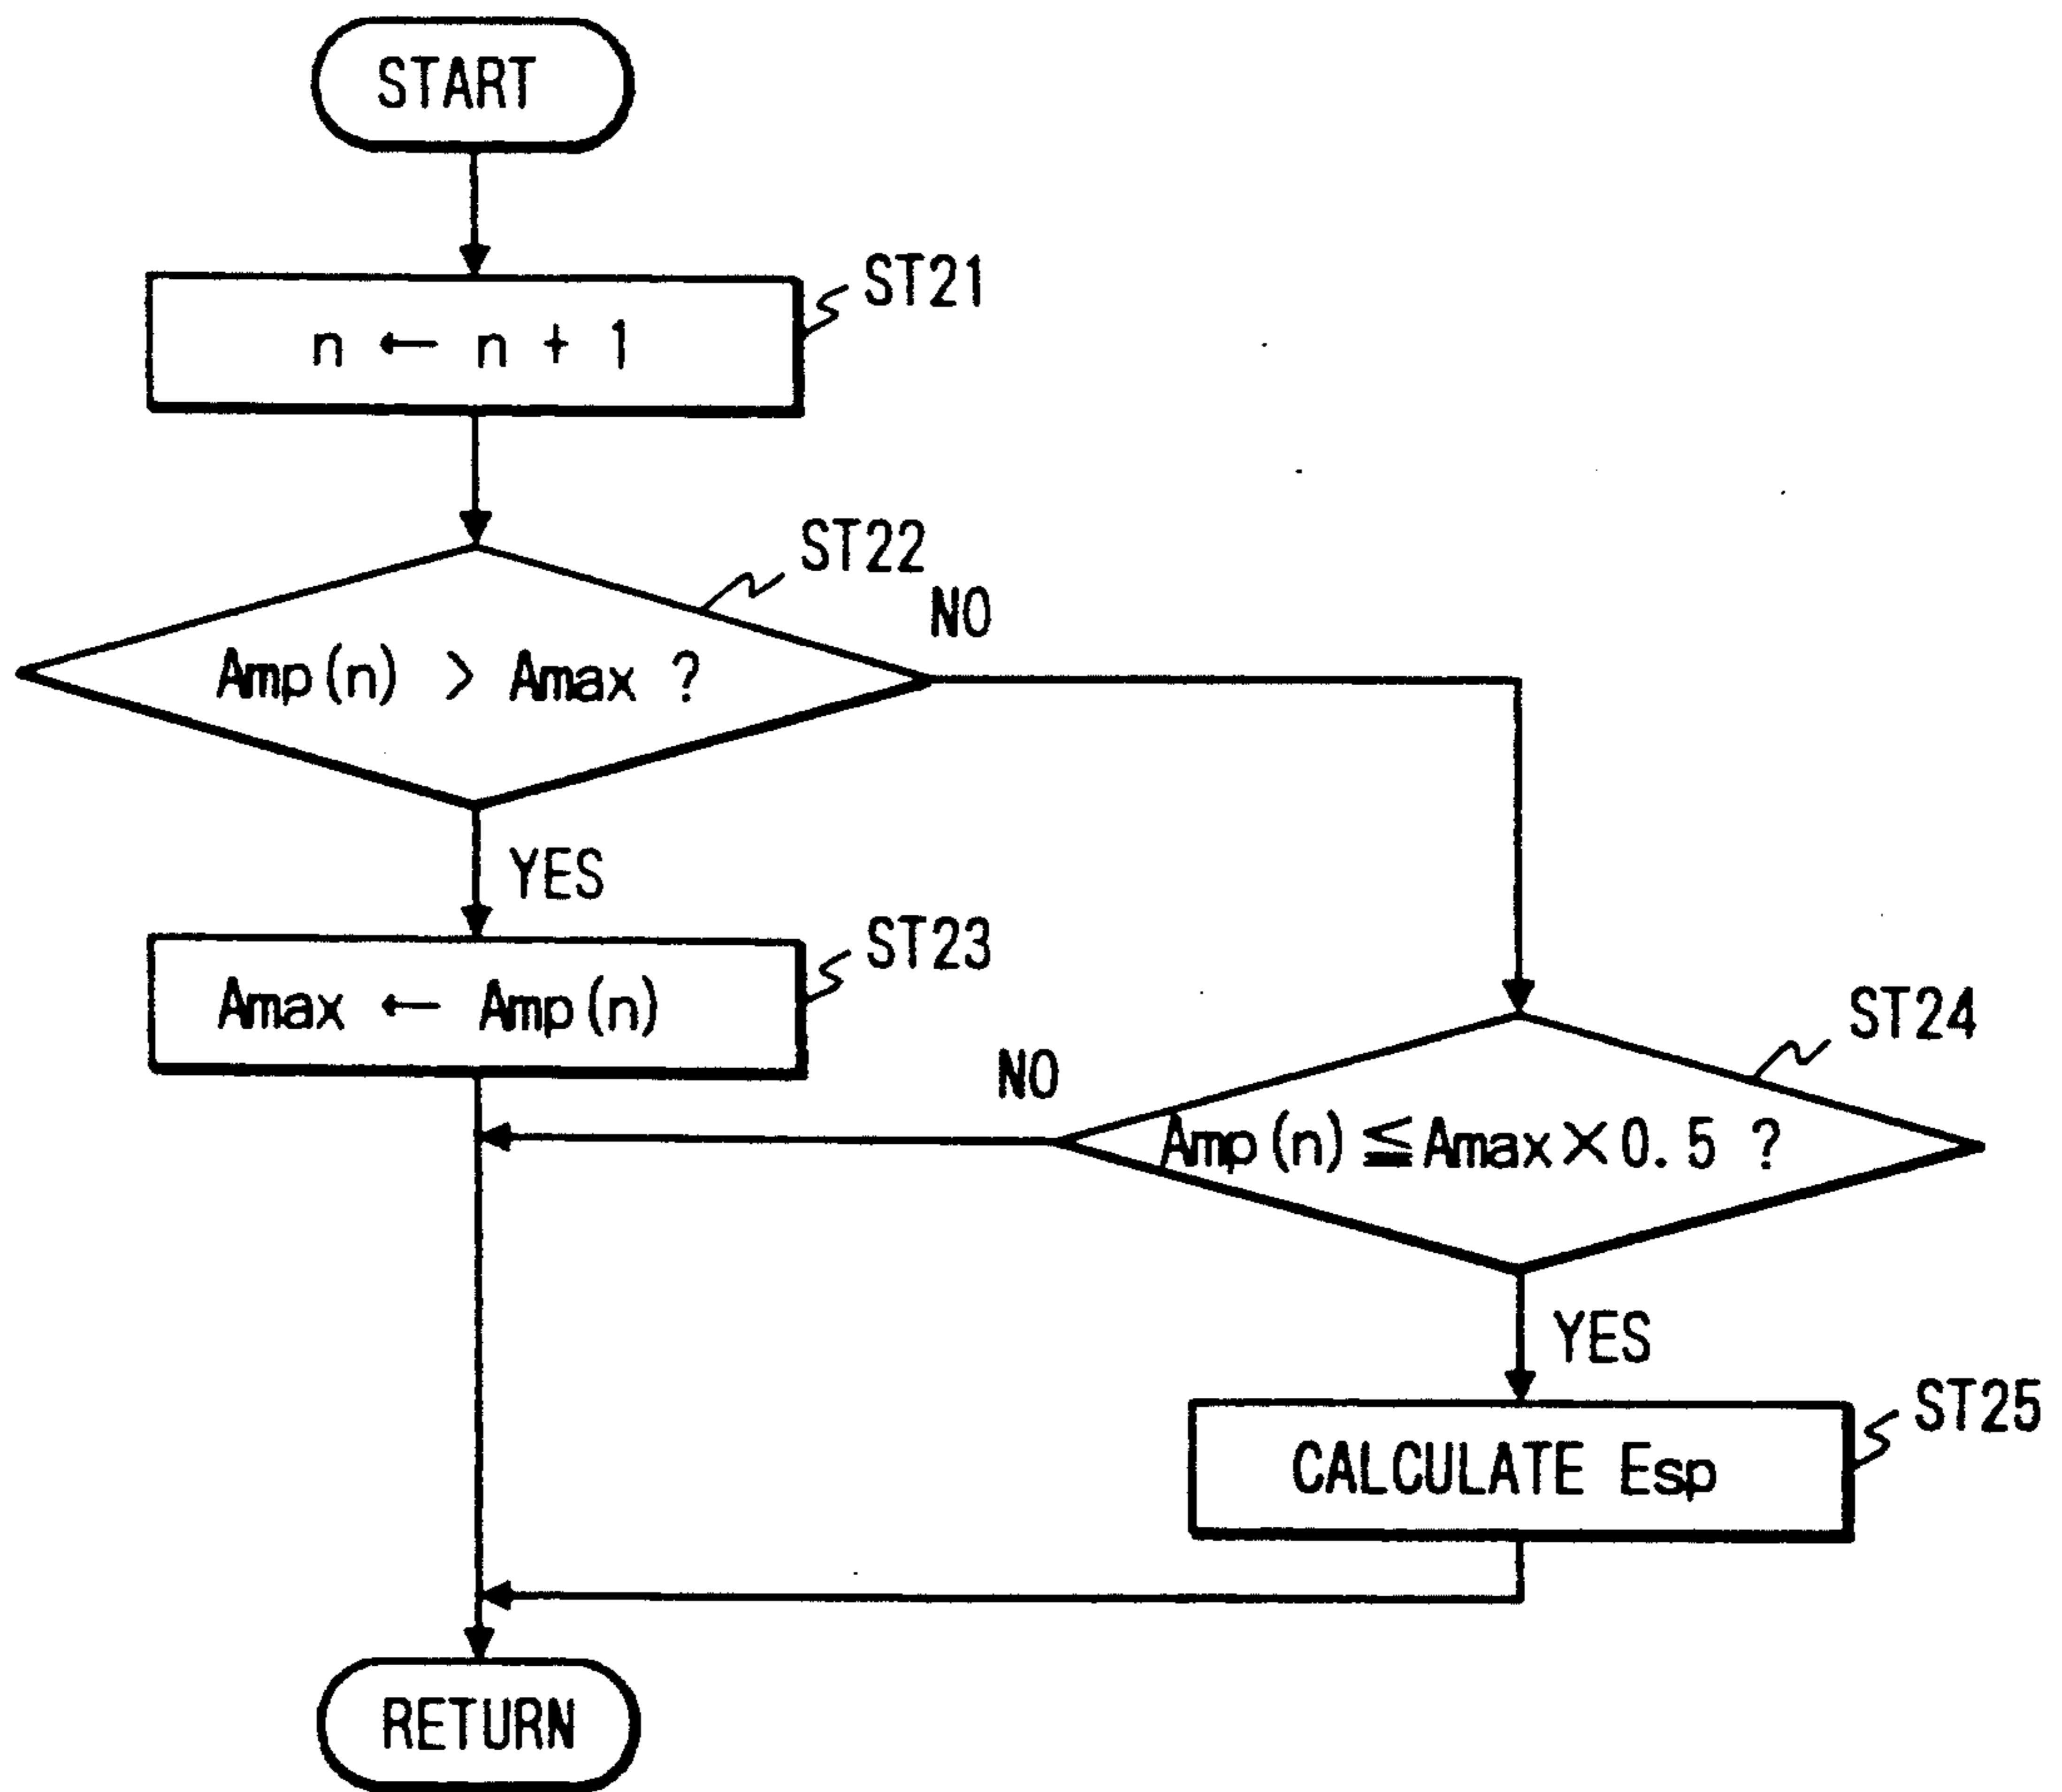 START
ST21
n ← n + 1
ST22
NO
Amp(n) > Amax ?
YES
ST23
Amax ← Amp(n)
ST24
NO
Amp(n)≦Amax×0.5 ?
YES
ST25
CALCULATE Esp
RETURN